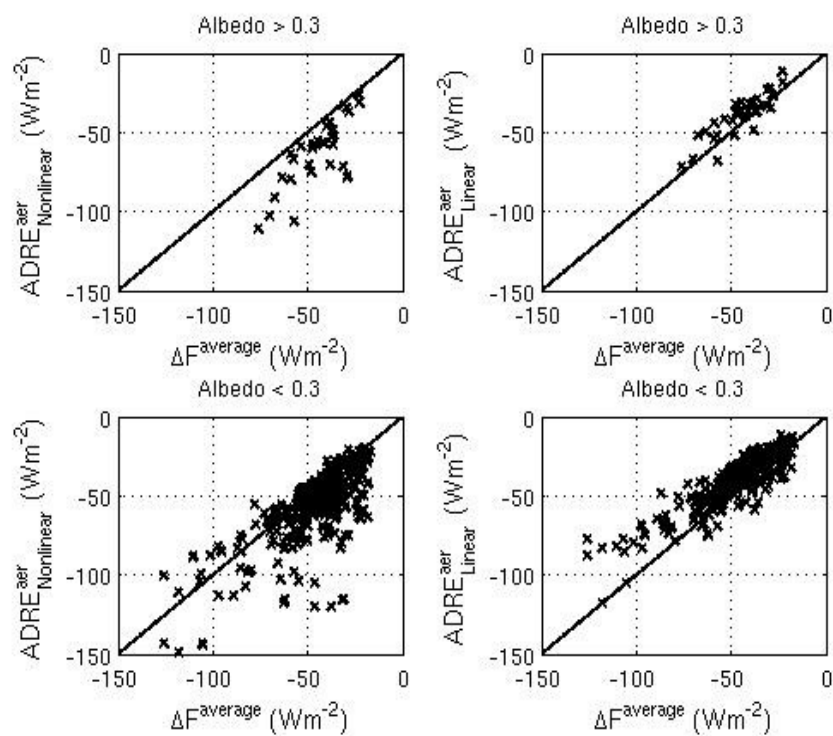 Albedo > 0.3
0
-50
-100
-150
-150 -100 -50 0
ADRE^aer_Nonlinear (Wm^-2)
ΔF^average (Wm^-2)
Albedo > 0.3
0
-50
-100
-150
-150 -100 -50 0
ADRE^aer_Linear (Wm^-2)
ΔF^average (Wm^-2)
Albedo < 0.3
0
-50
-100
-150
-150 -100 -50 0
ADRE^aer_Nonlinear (Wm^-2)
ΔF^average (Wm^-2)
Albedo < 0.3
0
-50
-100
-150
-150 -100 -50 0
ADRE^aer_Linear (Wm^-2)
ΔF^average (Wm^-2)